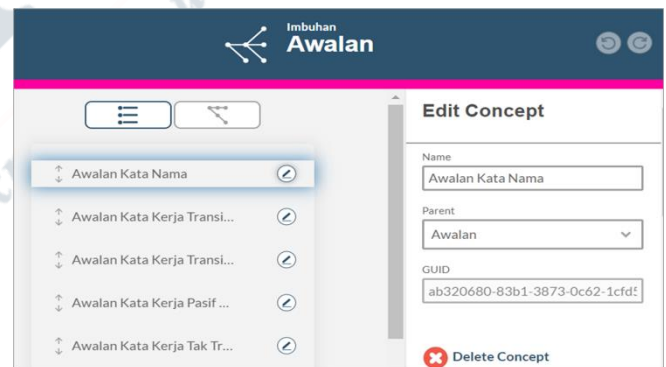 Imbuhan
Awalan
Edit Concept
Name
Awalan Kata Nama
Parent
Awalan
GUID
ab320680-83b1-3873-0c62-1cfd5
Delete Concept
Awalan Kata Nama
Awalan Kata Kerja Transi...
Awalan Kata Kerja Transi...
Awalan Kata Kerja Pasif ...
Awalan Kata Kerja Tak Tr...